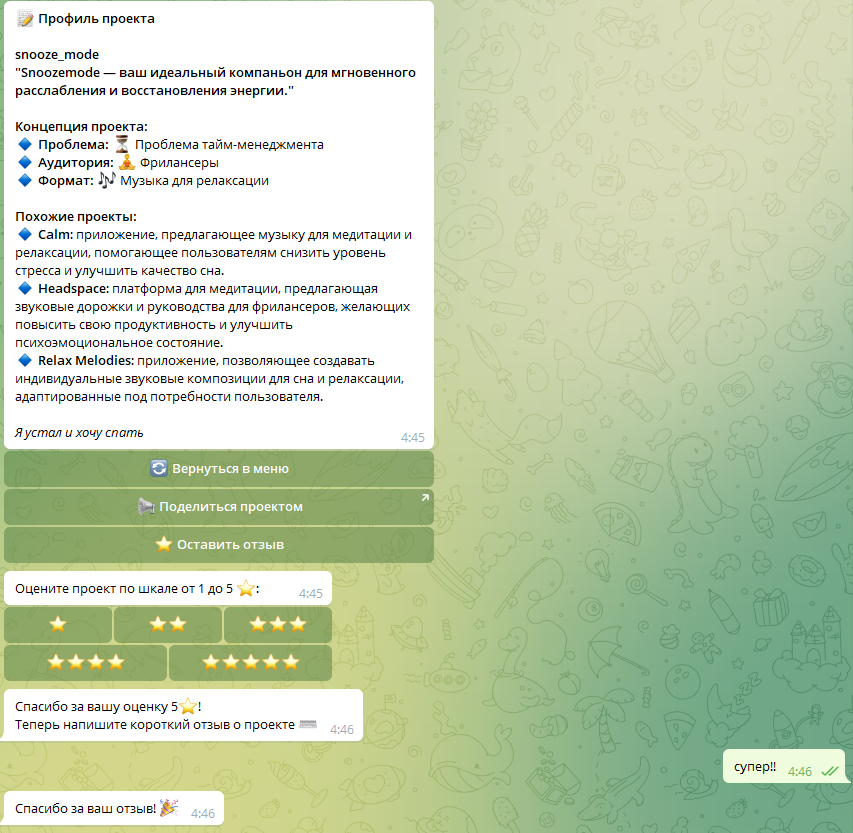 📝 Профиль проекта
snooze_mode
"Snoozemode — ваш идеальный компаньон для мгновенного
расслабления и восстановления энергии."
Концепция проекта:
🔹 Проблема: ⏳ Проблема тайм-менеджмента
🔹 Аудитория: 🧘 Фрилансеры
🔹 Формат: 🎶 Музыка для релаксации
Похожие проекты:
🔹 Calm: приложение, предлагающее музыку для медитации и
релаксации, помогающее пользователям снизить уровень
стресса и улучшить качество сна.
🔹 Headspace: платформа для медитации, предлагающая
звуковые дорожки и руководства для фрилансеров, желающих
повысить свою продуктивность и улучшить
психоэмоциональное состояние.
🔹 Relax Melodies: приложение, позволяющее создавать
индивидуальные звуковые композиции для сна и релаксации,
адаптированные под потребности пользователя.
Я устал и хочу спать 4:45
🔄 Вернуться в меню
📢 Поделиться проектом
⭐ Оставить отзыв
Оцените проект по шкале от 1 до 5 ⭐: 4:45
⭐ ⭐⭐ ⭐⭐⭐
⭐⭐⭐⭐ ⭐⭐⭐⭐⭐
Спасибо за вашу оценку 5⭐!
Теперь напишите короткий отзыв о проекте ⌨️ 4:46
супер!! 4:46
Спасибо за ваш отзыв! 🎉 4:46